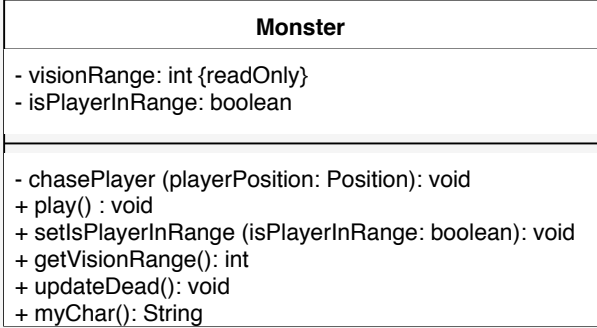 Monster
- visionRange: int {readOnly}
- isPlayerInRange: boolean
- chasePlayer (playerPosition: Position): void
+ play() : void
+ setIsPlayerInRange (isPlayerInRange: boolean): void
+ getVisionRange(): int
+ updateDead(): void
+ myChar(): String